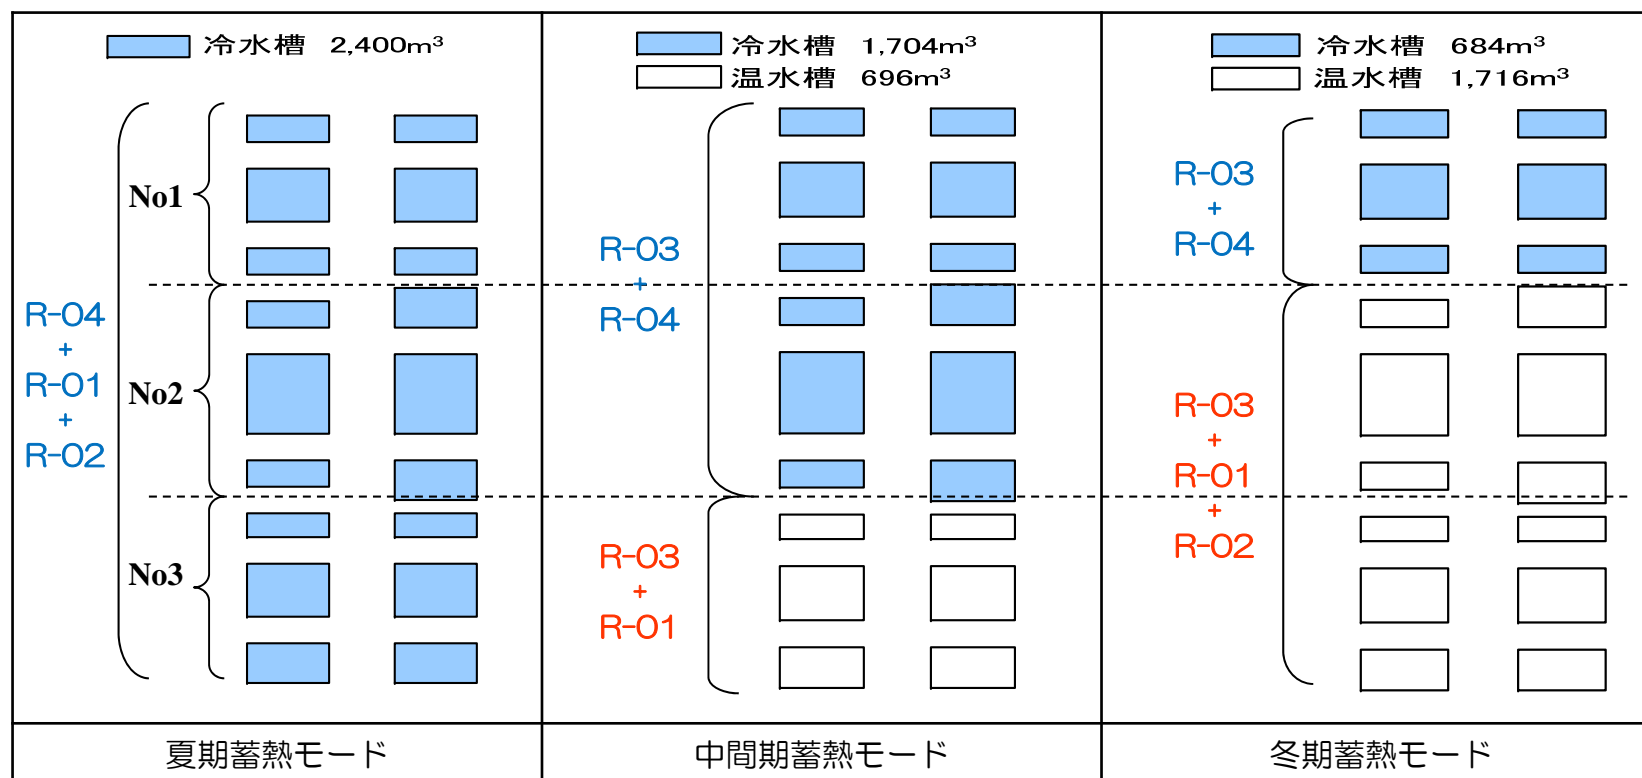 冷水槽 2,400m³
No1
R-04
+
R-01
+
R-02
No2
No3
夏期蓄熱モード
冷水槽 1,704m³
温水槽 696m³
R-03
+
R-04
R-03
+
R-01
中間期蓄熱モード
冷水槽 684m³
温水槽 1,716m³
R-03
+
R-04
R-03
+
R-01
+
R-02
冬期蓄熱モード